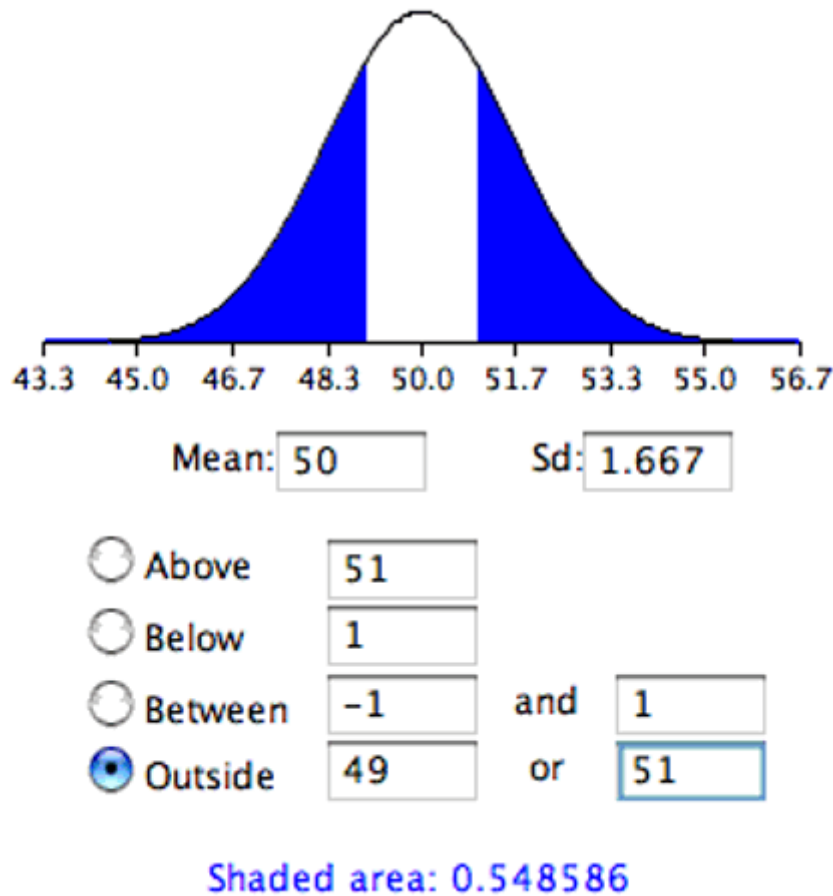 43.3 45.0 46.7 48.3 50.0 51.7 53.3 55.0 56.7
Mean: 50 Sd: 1.667
Above 51
Below 1
Between -1 and 1
Outside 49 or 51
Shaded area: 0.548586